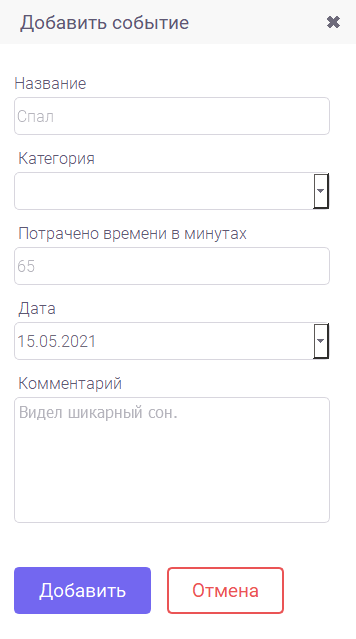 Добавить событие
Название
Спал
Категория
Потрачено времени в минутах
65
Дата
15.05.2021
Комментарий
Видел шикарный сон.
Добавить
Отмена